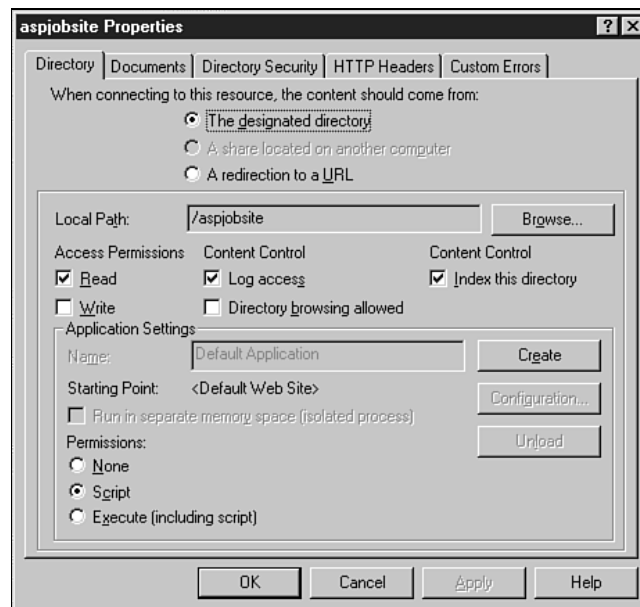 aspjobsite Properties
Directory Documents Directory Security HTTP Headers Custom Errors
When connecting to this resource, the content should come from:
The designated directory
A share located on another computer
A redirection to a URL
Local Path: /aspjobsite Browse...
Access Permissions Content Control Content Control
Read Log access Index this directory
Write Directory browsing allowed
Application Settings
Name: Default Application Create
Starting Point: <Default Web Site> Configuration...
Run in separate memory space (isolated process)
Permissions: Unload
None
Script
Execute (including script)
OK Cancel Apply Help